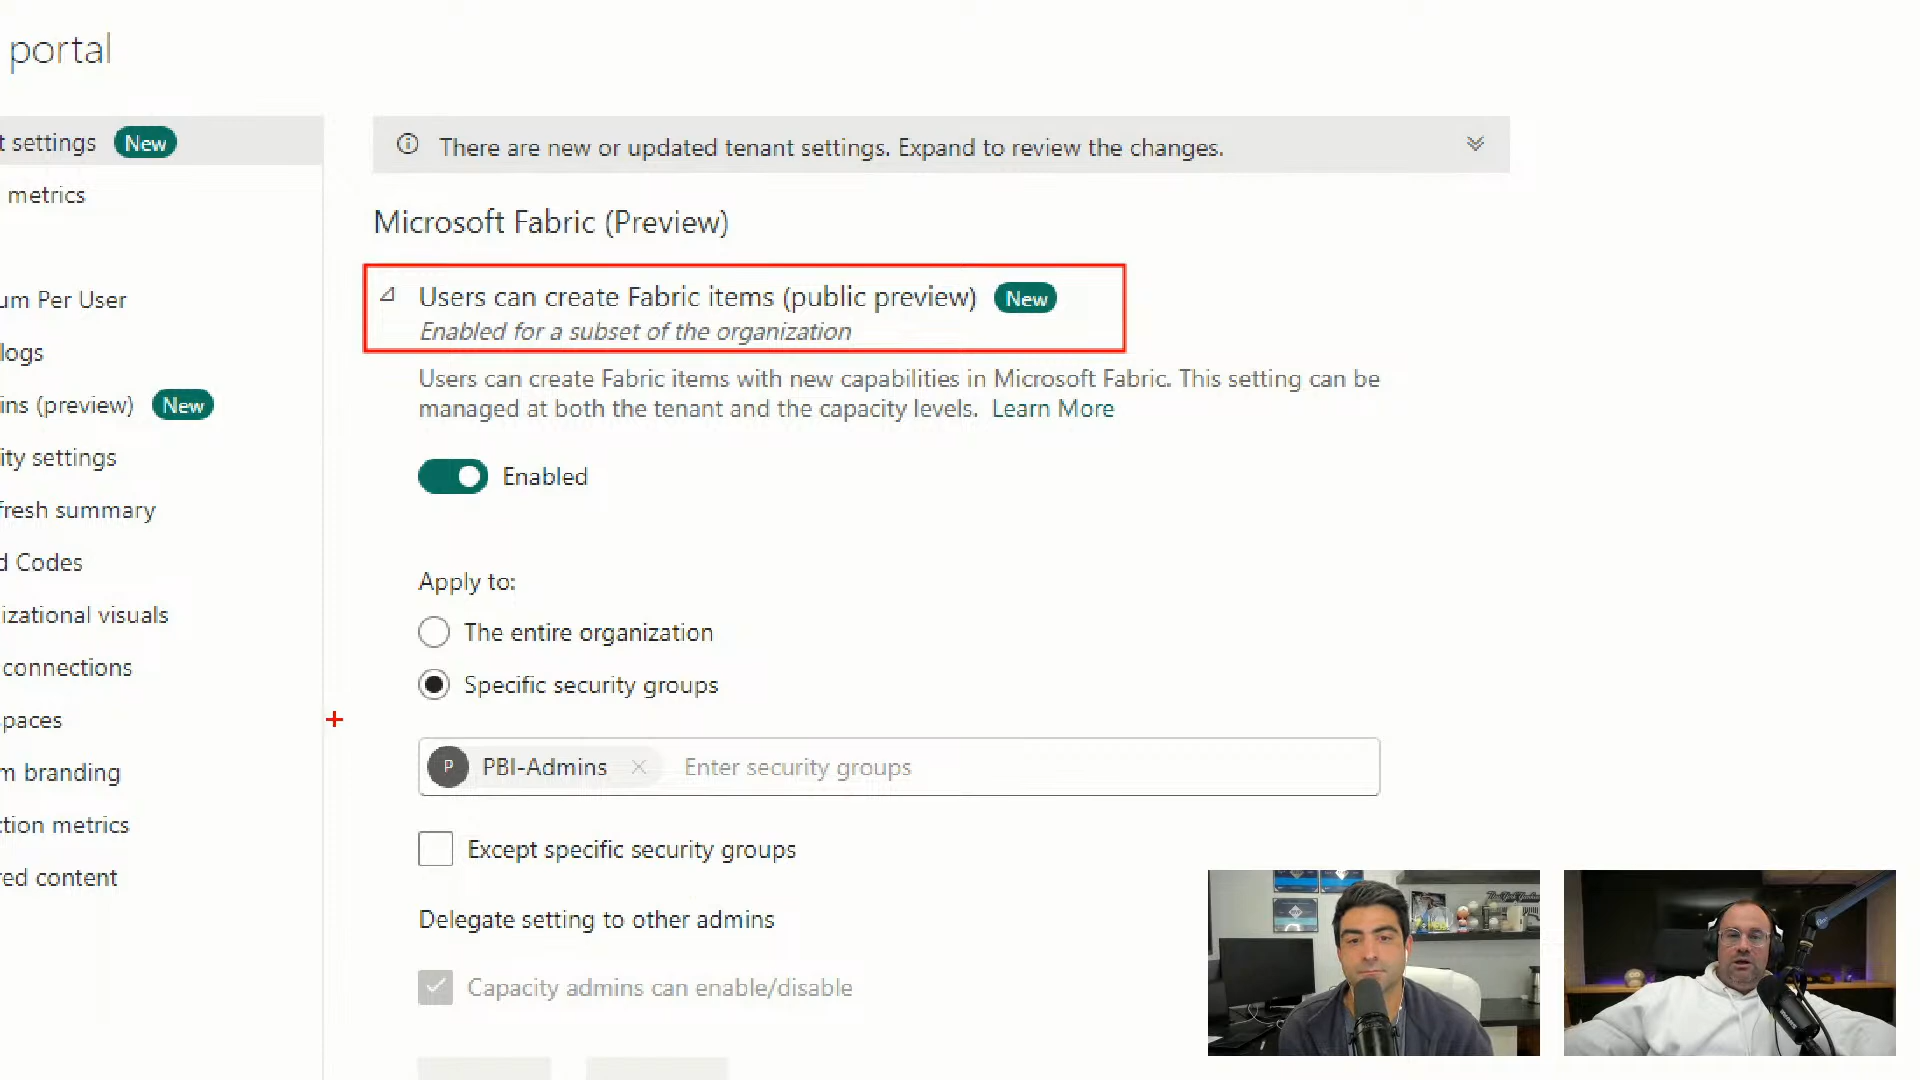 portal
t settings New
metrics
um Per User
logs
ins (preview) New
ity settings
fresh summary
d Codes
izational visuals
connections
spaces
m branding
ction metrics
red content
There are new or updated tenant settings. Expand to review the changes.
Microsoft Fabric (Preview)
Users can create Fabric items (public preview) New
Enabled for a subset of the organization
Users can create Fabric items with new capabilities in Microsoft Fabric. This setting can be
managed at both the tenant and the capacity levels. Learn More
Enabled
Apply to:
The entire organization
Specific security groups
P PBI-Admins Enter security groups
Except specific security groups
Delegate setting to other admins
Capacity admins can enable/disable